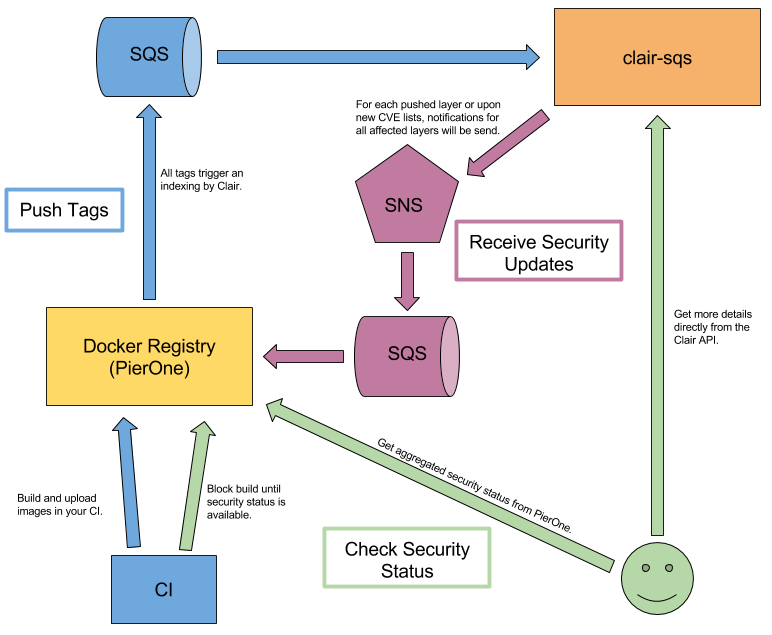 SQS
clair-sqs
For each pushed layer or upon
new CVE lists, notifications for
all affected layers will be send.
All tags trigger an
indexing by Clair.
Push Tags
SNS
Receive Security
Updates
Docker Registry
(PierOne)
SQS
Get more details
directly from the
Clair API.
Get aggregated security status from PierOne.
Build and upload
images in your CI.
Block build until
security status is
available.
Check Security
Status
CI